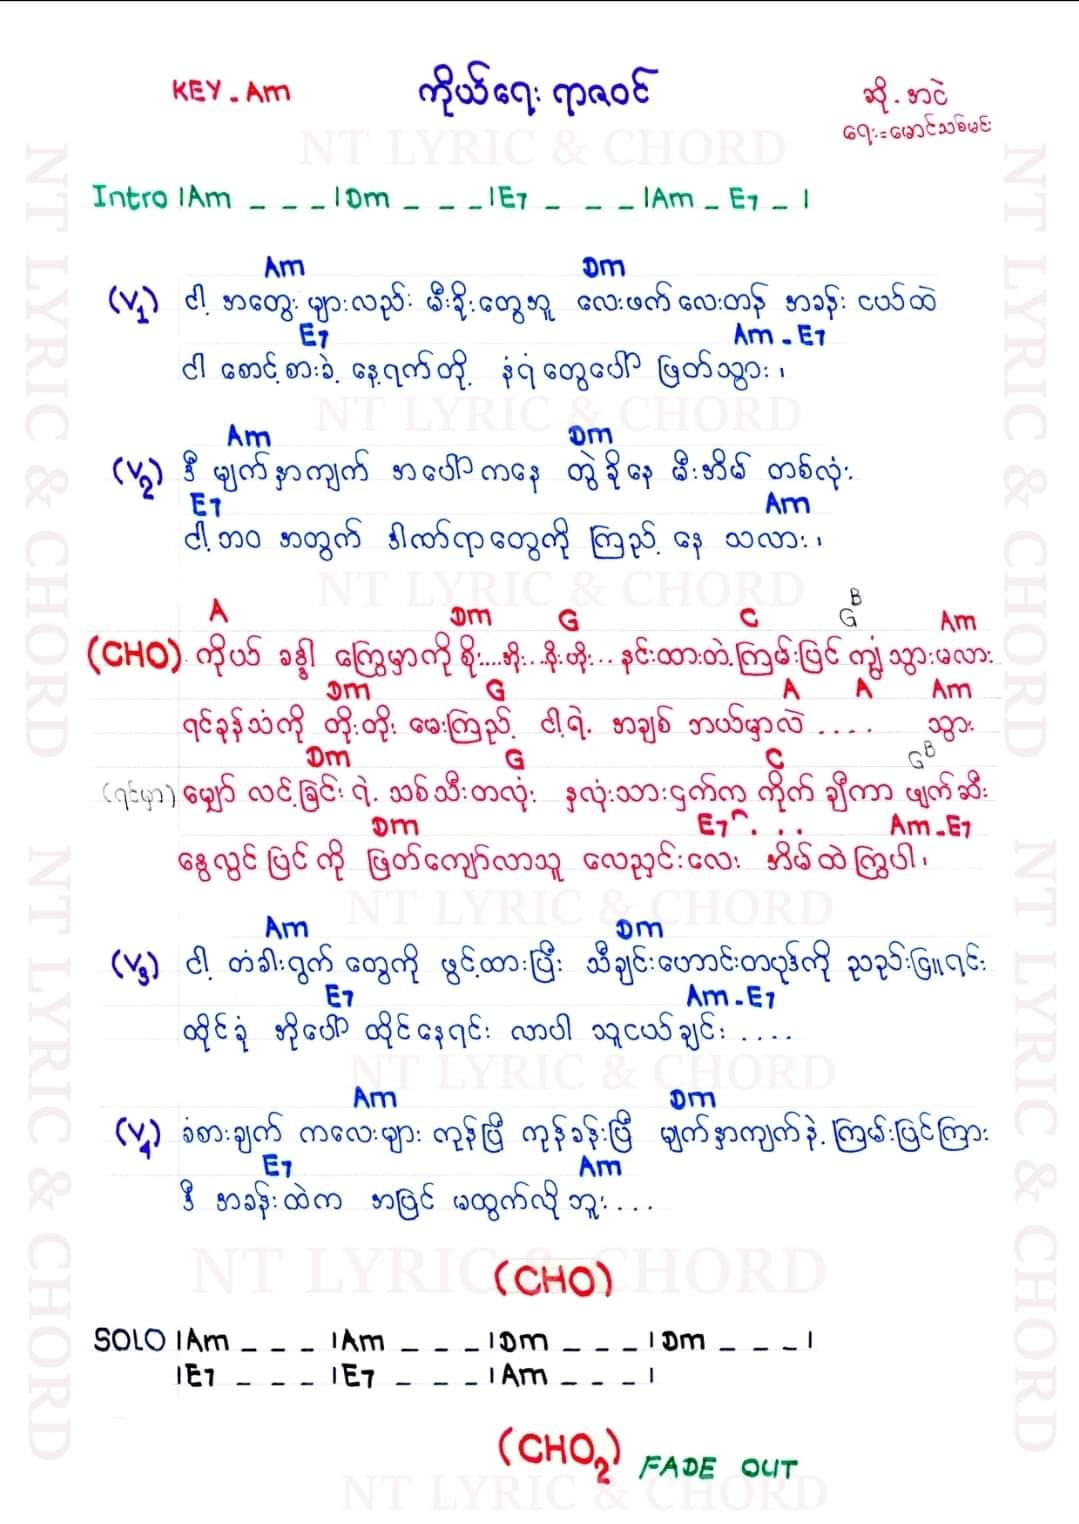 KEY.Am
ကိုယ်ရေး ရာဇဝင်
ဆို.အငဲ
ရေး=မောင်သစ်မင်း
Intro |Am _ _ _ |Dm _ _ _ |E7 _ _ _ |Am _ E7 _ |
Am Dm
(V1) ငါ့ အတွေး များလည်း မီးခိုးတွေအူ လေးဖက်လေးတန် အခန်း ငယ်ထဲ
E7 Am-E7
ငါ စောင့်စားခဲ့ နေ့ရက်တို့ နံရံတွေပေါ် ဖြတ်သွား၊
Am Dm
(V2) ဒီ မျက်နှာကျက် အပေါ်ကနေ တွဲခိုနေ မီးအိမ် တစ်လုံး
E7 Am
ငါ့ဘဝ အတွက် ဒါဏ်ရာတွေကို ကြည့်နေ သလား၊
A Dm G C G B Am
(CHO) ကိုယ် ခန္ဓါ ကြွေမှာကိုစိုး....အိုး..စိုးဟိုး.. နင်းထားတဲ့ကြမ်းပြင် ကျွံသွားမလား
Dm G A A Am
ရင်ခုန်သံကို တိုးတိုး မေးကြည့် ငါ့ရဲ့ အချစ် ဘယ်မှာလဲ .... သွား
Dm G C G B
(ရင်မှာ) မျှော် လင့်ခြင်း ရဲ့ သစ်သီးတလုံး နှလုံးသားငှက်က ကိုက် ချီကာ ဖျက်ဆီး
Dm E7 ... Am-E7
နွေလွင်ပြင်ကို ဖြတ်ကျော်လာသူ လေညှင်းလေး အိမ်ထဲကြွပါ၊
Am Dm
(V3) ငါ့ တံခါးရွက် တွေကို ဖွင့်ထားပြီး သီချင်းဟောင်းတပုဒ်ကို ညည်းငြူရင်း
E7 Am-E7
ထိုင်ခုံ အိုပေါ် ထိုင်နေရင်း လာပါ သူငယ်ချင်း ....
Am Dm
(V4) ခံစားချက် ကလေးများ ကုန်ပြီ ကုန်ခန်းပြီ မျက်နှာကျက်နဲ့ ကြမ်းပြင်ကြား
E7 Am
ဒီ အခန်းထဲက အပြင် မထွက်လိုဘူး....
(CHO)
SOLO |Am _ _ _ |Am _ _ _ |Dm _ _ _ |Dm _ _ _ |
|E7 _ _ _ |E7 _ _ _ |Am _ _ _ |
(CHO2) FADE OUT
NT LYRIC & CHORD